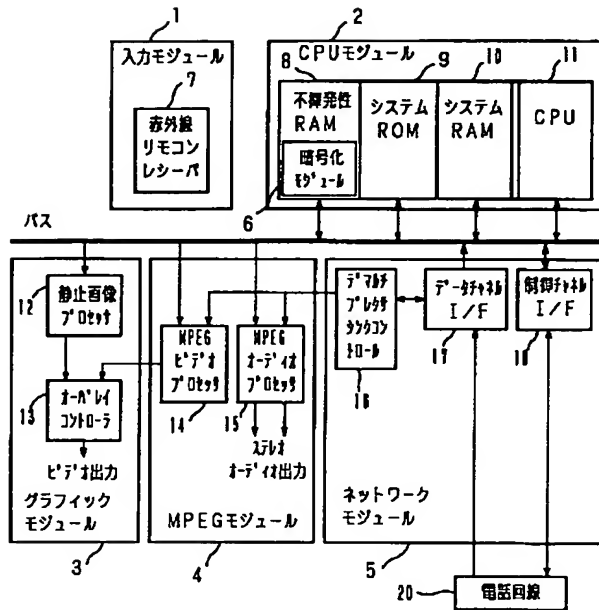 1
入力モジュール
7
赤外線
リモコン
レシーバ
2
CPUモジュール
8
9
10
11
不揮発性
RAM
暗号化
モジュール
6
システム
ROM
システム
RAM
CPU
バス
12
静止画像
プロセッサ
13
オーバレイ
コントローラ
ビデオ出力
グラフィック
モジュール
3
MPEG
ビデオプ
ロセッサ
14
MPEG
オーディオプ
ロセッサ
15
ステレオ
オーディオ出力
MPEGモジュール
4
デマルチ
プレクサ
タンクコン
トロール
16
データチャネル
I/F
17
制御チャネル
I/F
18
ネットワーク
モジュール
5
20
電話回線